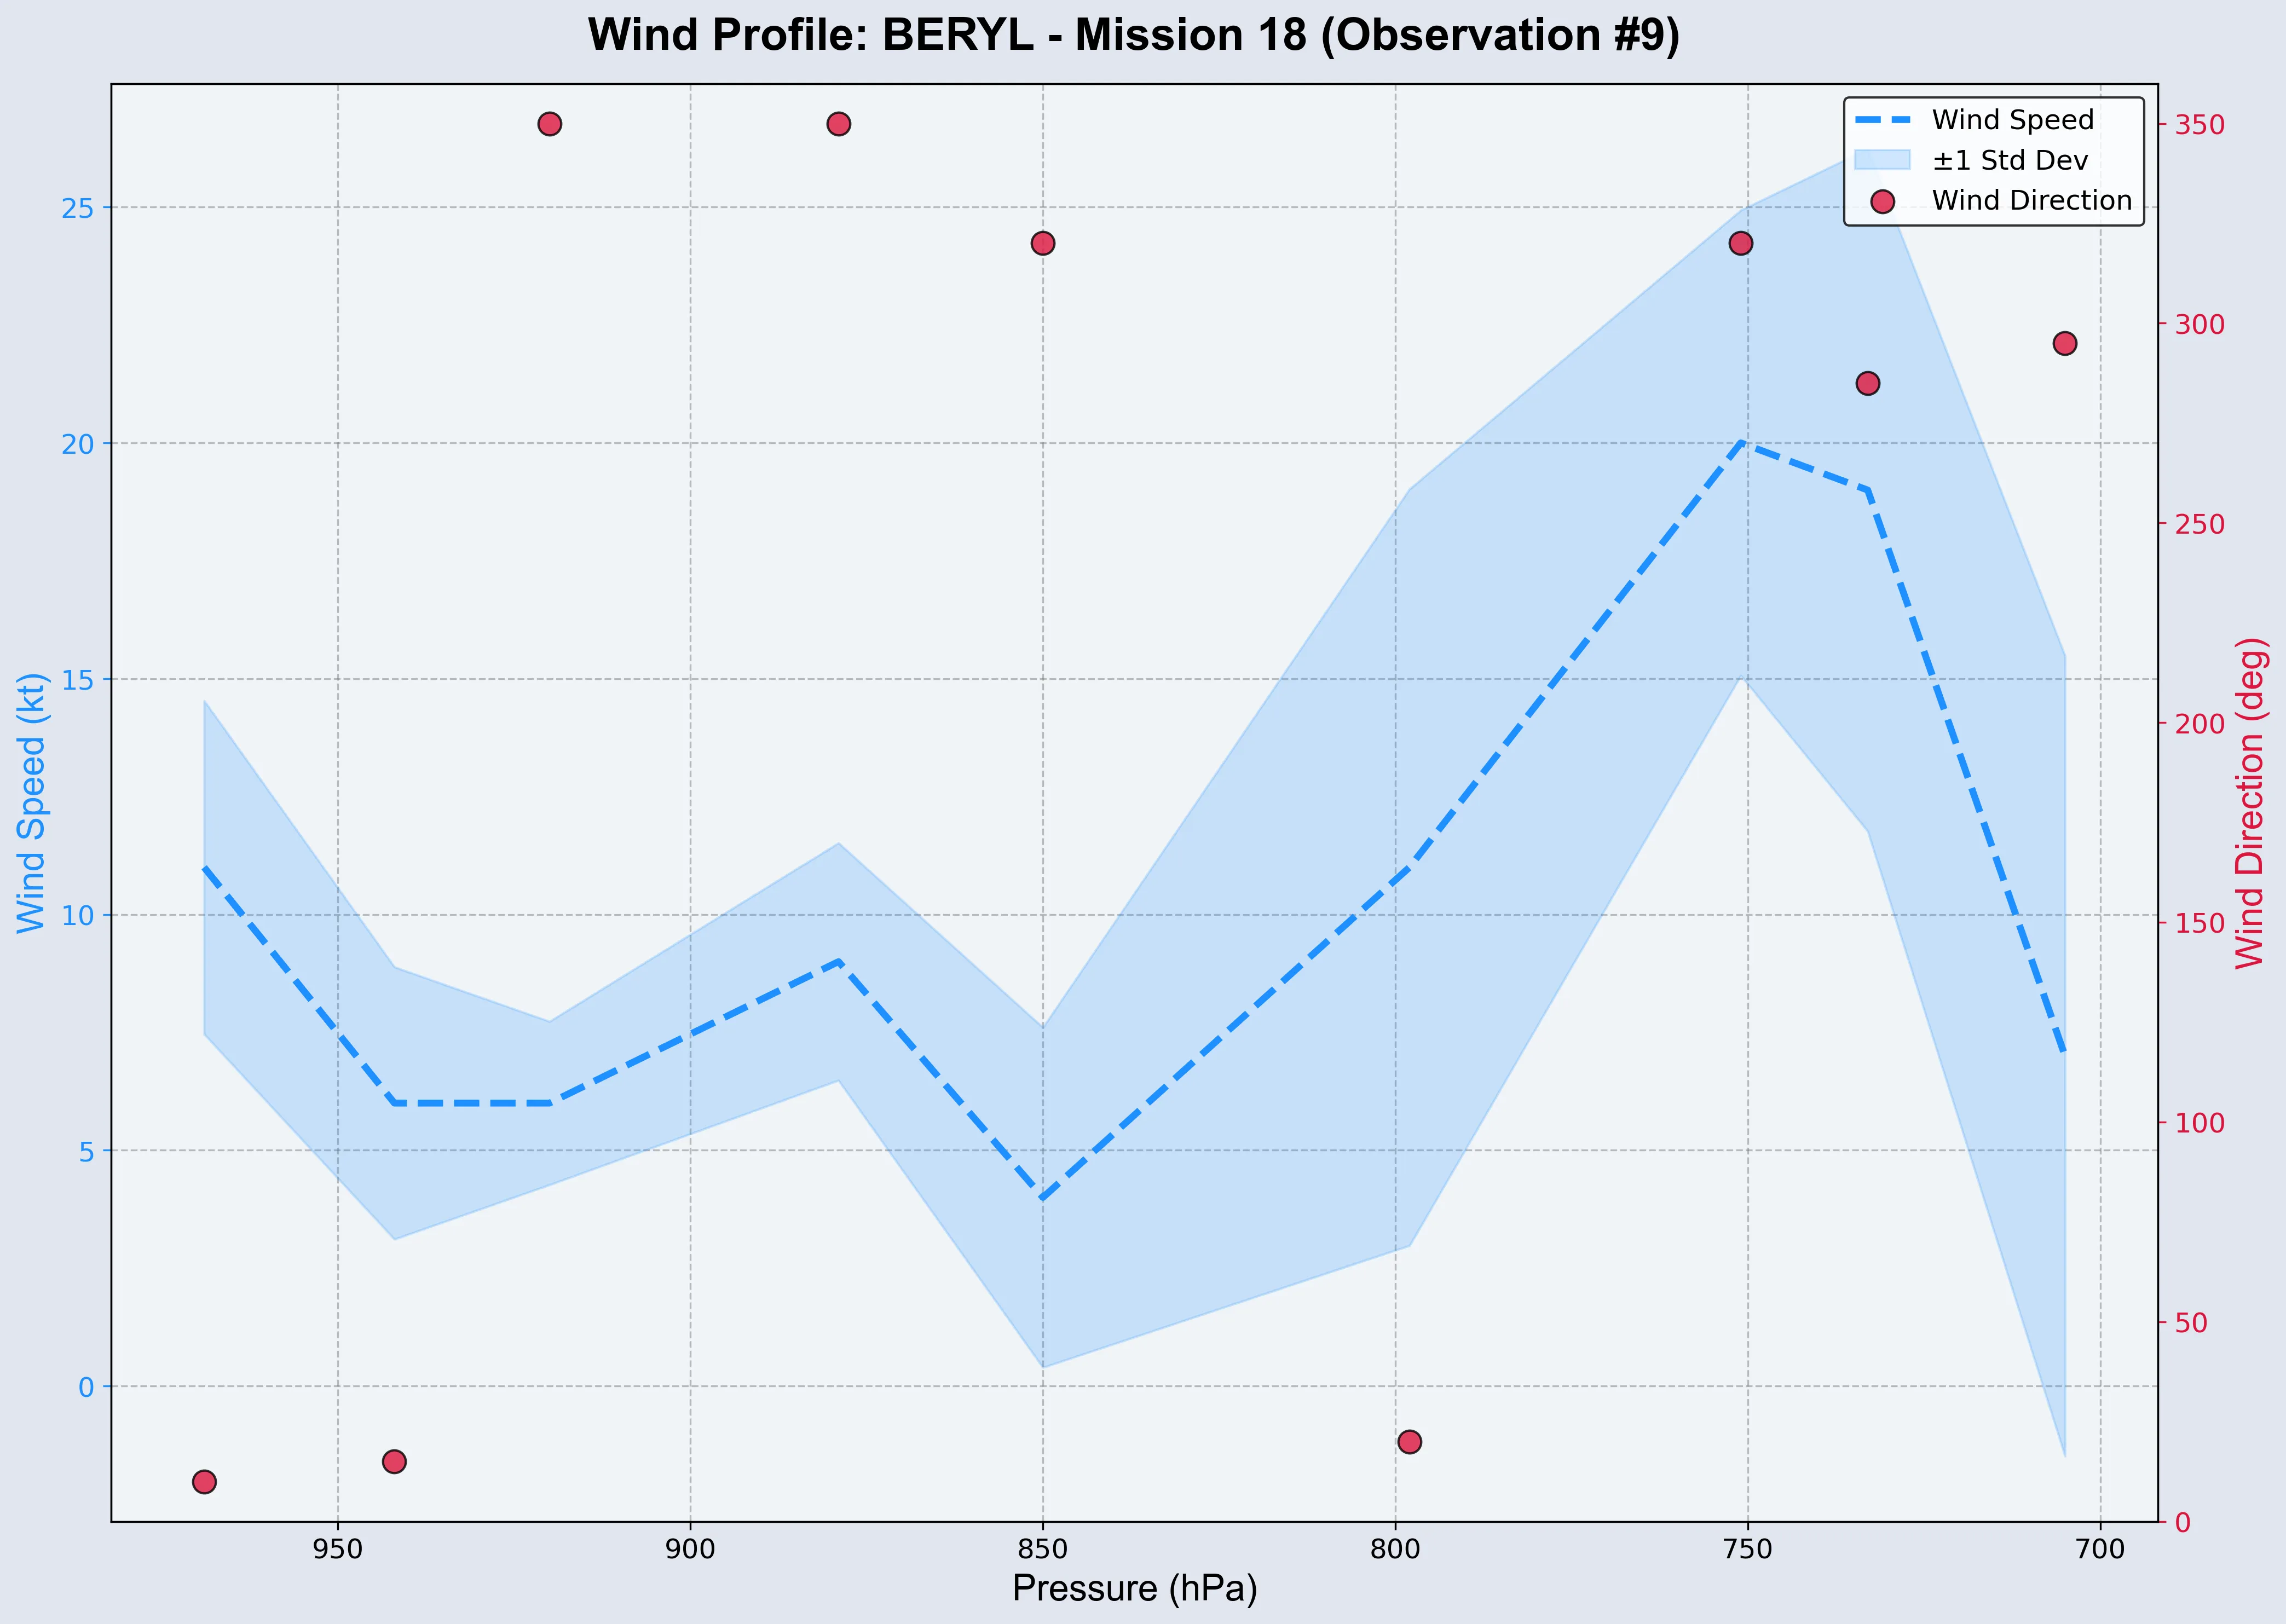 Wind Profile: BERYL - Mission 18 (Observation #9)
Wind Speed
±1 Std Dev
Wind Direction
25
20
15
10
5
0
Wind Speed (kt)
350
300
250
200
150
100
50
0
Wind Direction (deg)
950
900
850
800
750
700
Pressure (hPa)